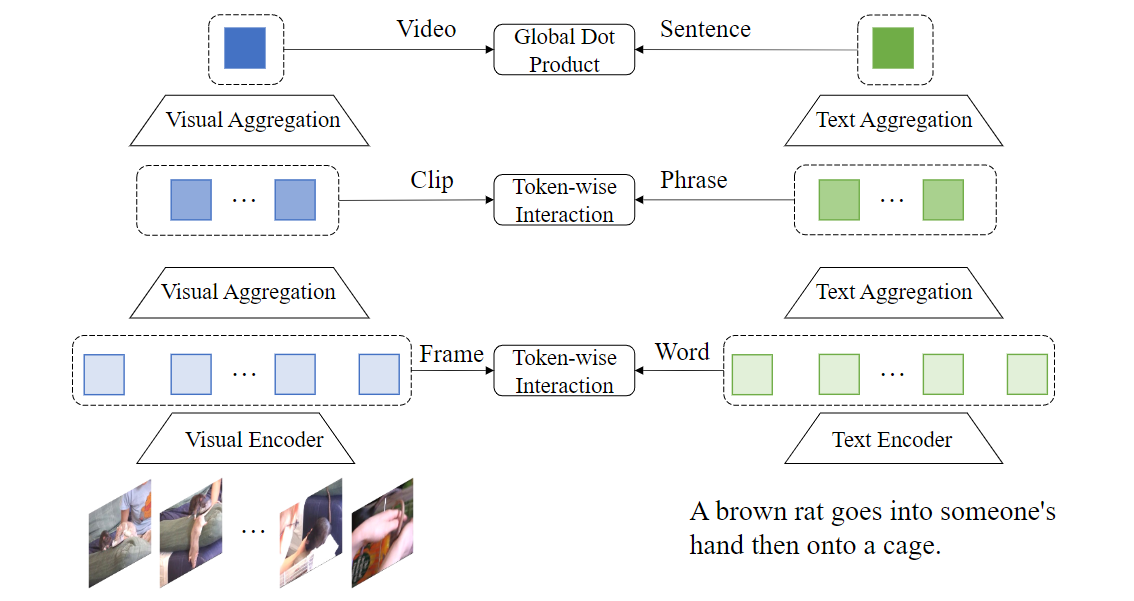 Video
Global Dot
Product
Sentence
Visual Aggregation
Text Aggregation
Clip
Token-wise
Interaction
Phrase
...
...
Visual Aggregation
Text Aggregation
Frame
Token-wise
Interaction
Word
...
...
Visual Encoder
Text Encoder
...
A brown rat goes into someone's
hand then onto a cage.